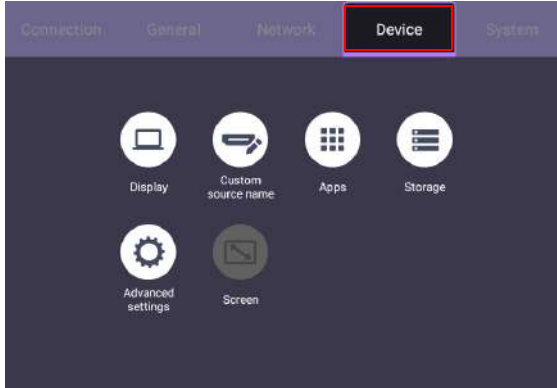 Connection General Network Device System
Display Custom source name Apps Storage
Advanced settings Screen